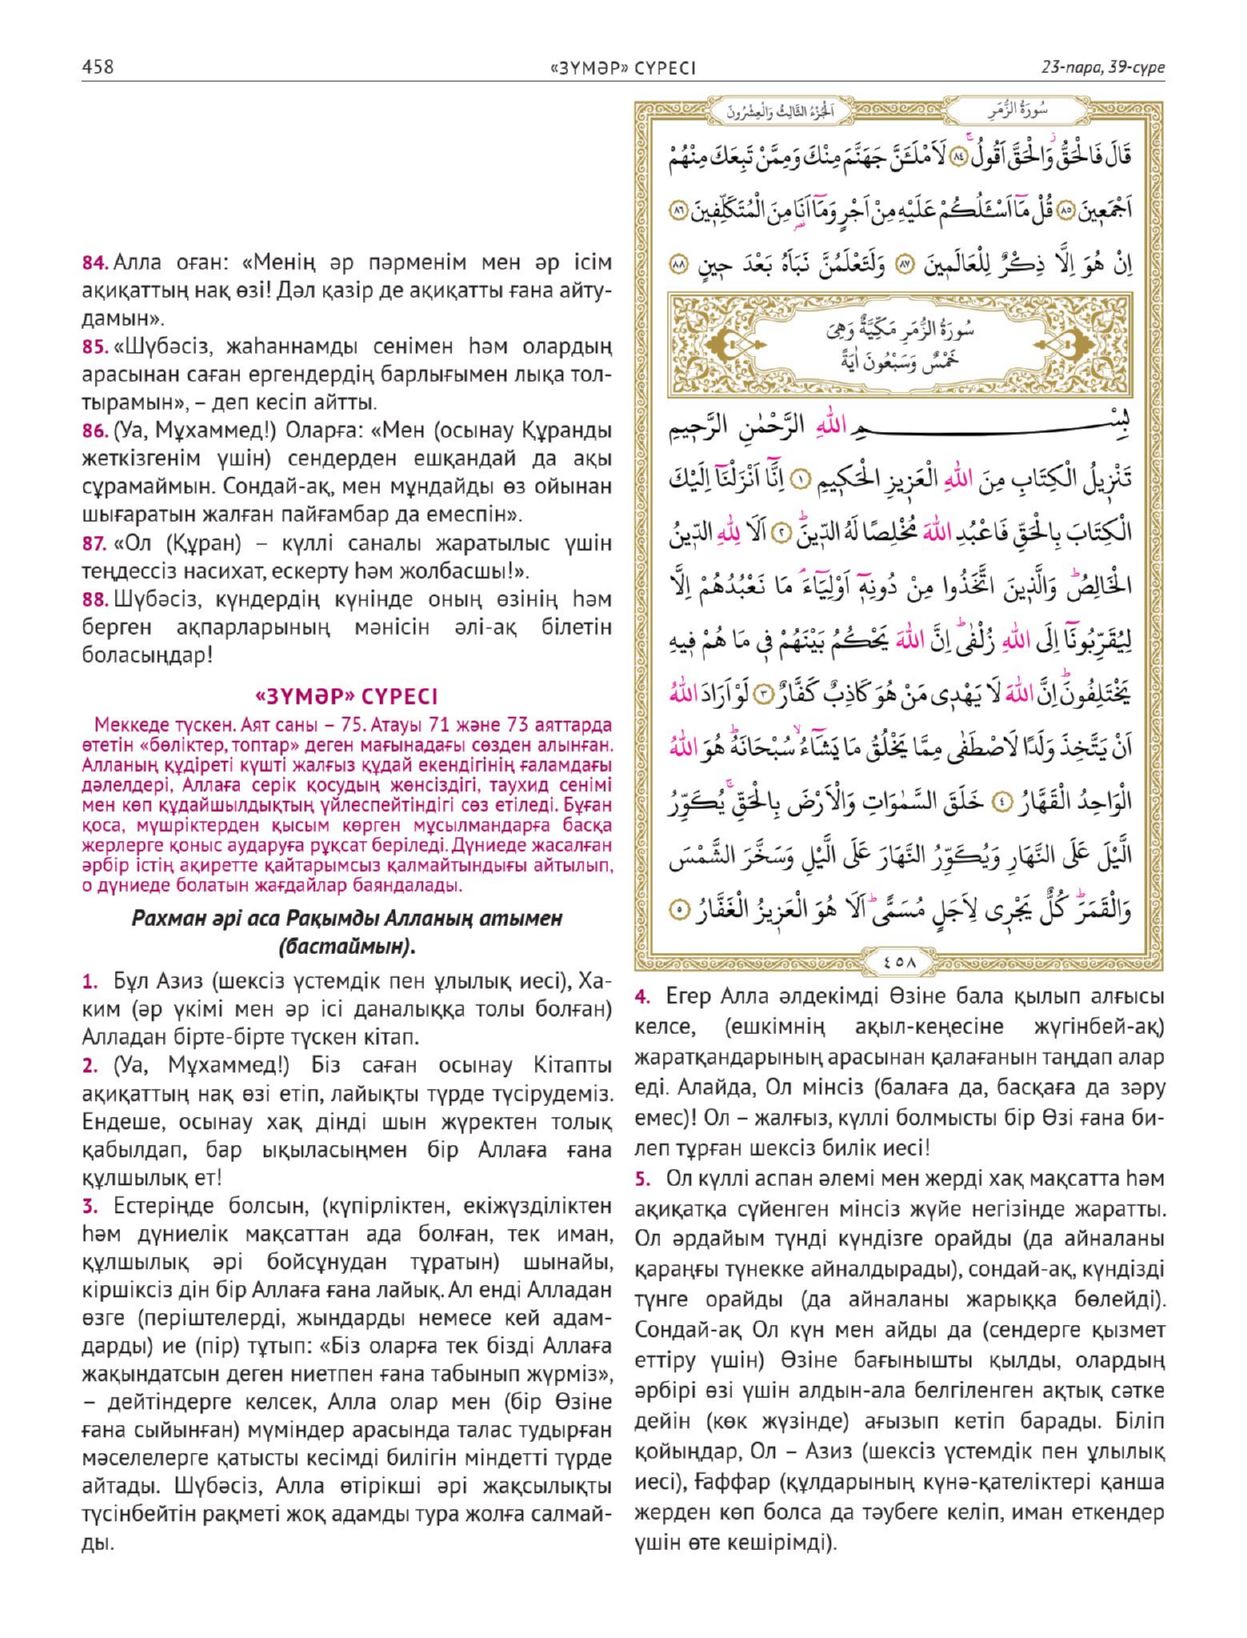 458
«ЗҮМӘР» СҮРЕСІ
23-пара, 39-сүре
84. Алла оған: «Менің әр пәрменім мен әр ісім
ақиқаттың нақ өзі! Дәл қазір де ақиқатты ғана айту-
дамын».
85. «Шүбәсіз, жаһаннамды сенімен һәм олардың
арасынан саған ергендердің барлығымен лықа тол-
тырамын», – деп кесіп айтты.
86. (Уа, Мұхаммед!) Оларға: «Мен (осынау Құранды
жеткізгенім үшін) сендерден ешқандай да ақы
сұрамаймын. Сондай-ақ, мен мұндайды өз ойынан
шығаратын жалған пайғамбар да емеспін».
87. «Ол (Құран) – күллі саналы жаратылыс үшін
теңдессіз насихат, ескерту һәм жолбасшы!».
88. Шүбәсіз, күндердің күнінде оның өзінің һәм
берген ақпарларының мәнісін әлі-ақ білетін
боласыңдар!
«ЗҮМӘР» СҮРЕСІ
Меккеде түскен. Аят саны – 75. Атауы 71 және 73 аяттарда
өтетін «бөліктер, топтар» деген мағынадағы сөзден алынған.
Алланың құдіреті күшті жалғыз құдай екендігінің ғаламдағы
дәлелдері, Аллаға серік қосудың жөнсіздігі, таухид сенімі
мен көп құдайшылдықтың үйлеспейтіндігі сөз етіледі. Бұған
қоса, мүшріктерден қысым көрген мұсылмандарға басқа
жерлерге қоныс аударуға рұқсат беріледі. Дүниеде жасалған
әрбір істің ақиретте қайтарымсыз қалмайтындығы айтылып,
о дүниеде болатын жағдайлар баяндалады.
Рахман әрі аса Рақымды Алланың атымен
(бастаймын).
1. Бұл Азиз (шексіз үстемдік пен ұлылық иесі), Ха-
ким (әр үкімі мен әр ісі даналыққа толы болған)
Алладан бірте-бірте түскен кітап.
2. (Уа, Мұхаммед!) Біз саған осынау Кітапты
ақиқаттың нақ өзі етіп, лайықты түрде түсірудеміз.
Ендеше, осынау хақ дінді шын жүректен толық
қабылдап, бар ықыласыңмен бір Аллаға ғана
құлшылық ет!
3. Естеріңде болсын, (күпірліктен, екіжүзділіктен
һәм дүниелік мақсаттан ада болған, тек иман,
құлшылық әрі бойсұнудан тұратын) шынайы,
кіршіксіз дін бір Аллаға ғана лайық. Ал енді Алладан
өзге (періштелерді, жындарды немесе кей адам-
дарды) ие (пір) тұтып: «Біз оларға тек бізді Аллаға
жақындатсын деген ниетпен ғана табынып жүрміз»,
– дейтіндерге келсек, Алла олар мен (бір Өзіне
ғана сыйынған) мүміндер арасында талас тудырған
мәселелерге қатысты кесімді билігін міндетті түрде
айтады. Шүбәсіз, Алла өтірікші әрі жақсылықты
түсінбейтін рақметі жоқ адамды тура жолға салмай-
ды.
سُورَةُ الزُّمَرِ
اَلْجُزْءُ الثَّالِثُ وَالْعِشْرُونَ
قَالَ فَالْحَقُّ وَالْحَقَّ اَقُولُ ۚ ٨٤ لَاَمْلَـَٔنَّ جَهَنَّمَ مِنْكَ وَمِمَّنْ تَبِعَكَ مِنْهُمْ
اَجْمَعِينَ ٨٥ قُلْ مَٓا اَسْـَٔلُكُمْ عَلَيْهِ مِنْ اَجْرٍ وَمَٓا اَنَا۬ مِنَ الْمُتَكَلِّفِينَ ٨٦
اِنْ هُوَ اِلَّا ذِكْرٌ لِلْعَالَمِينَ ٨٧ وَلَتَعْلَمُنَّ نَبَاَهُ بَعْدَ حِينٍ ٨٨
سُورَةُ الزُّمَرِ مَكِّيَّةٌ وَهِيَ
خَمْسٌ وَسَبْعُونَ اٰيَةً
بِسْمِ اللّٰهِ الرَّحْمٰنِ الرَّحِيمِ
تَنْزِيلُ الْكِتَابِ مِنَ اللّٰهِ الْعَزِيزِ الْحَكِيمِ ١ اِنَّٓا اَنْزَلْنَٓا اِلَيْكَ
الْكِتَابَ بِالْحَقِّ فَاعْبُدِ اللّٰهَ مُخْلِصًا لَهُ الدِّينَ ۜ ٢ اَلَا لِلّٰهِ الدِّينُ
الْخَالِصُ ۜ وَالَّذِينَ اتَّخَذُوا مِنْ دُونِهِٓ اَوْلِيَٓاءَ ۢ مَا نَعْبُدُهُمْ اِلَّا
لِيُقَرِّبُونَٓا اِلَى اللّٰهِ زُلْفٰى ۜ اِنَّ اللّٰهَ يَحْكُمُ بَيْنَهُمْ فِي مَا هُمْ فِيهِ
يَخْتَلِفُونَ ۜ اِنَّ اللّٰهَ لَا يَهْدِي مَنْ هُوَ كَاذِبٌ كَفَّارٌ ٣ لَوْ اَرَادَ اللّٰهُ
اَنْ يَتَّخِذَ وَلَدًا لَاصْطَفٰى مِمَّا يَخْلُقُ مَا يَشَٓاءُ ۙ سُبْحَانَهُ ۜ هُوَ اللّٰهُ
الْوَاحِدُ الْقَهَّارُ ٤ خَلَقَ السَّمٰوَاتِ وَالْاَرْضَ بِالْحَقِّ ۚ يُكَوِّرُ
الَّيْلَ عَلَى النَّهَارِ وَيُكَوِّرُ النَّهَارَ عَلَى الَّيْلِ وَسَخَّرَ الشَّمْسَ
وَالْقَمَرَ ۜ كُلٌّ يَجْرِي لِاَجَلٍ مُسَمًّى ۜ اَلَا هُوَ الْعَزِيزُ الْغَفَّارُ ٥
٤٥٨
4. Егер Алла әлдекімді Өзіне бала қылып алғысы
келсе, (ешкімнің ақыл-кеңесіне жүгінбей-ақ)
жаратқандарының арасынан қалағанын таңдап алар
еді. Алайда, Ол мінсіз (балаға да, басқаға да зәру
емес)! Ол – жалғыз, күллі болмысты бір Өзі ғана би-
леп тұрған шексіз билік иесі!
5. Ол күллі аспан әлемі мен жерді хақ мақсатта һәм
ақиқатқа сүйенген мінсіз жүйе негізінде жаратты.
Ол әрдайым түнді күндізге орайды (да айналаны
қараңғы түнекке айналдырады), сондай-ақ, күндізді
түнге орайды (да айналаны жарыққа бөлейді).
Сондай-ақ Ол күн мен айды да (сендерге қызмет
еттіру үшін) Өзіне бағынышты қылды, олардың
әрбірі өзі үшін алдын-ала белгіленген ақтық сәтке
дейін (көк жүзінде) ағызып кетіп барады. Біліп
қойыңдар, Ол – Азиз (шексіз үстемдік пен ұлылық
иесі), Ғаффар (құлдарының күнә-қателіктері қанша
жерден көп болса да тәубеге келіп, иман еткендер
үшін өте кешірімді).